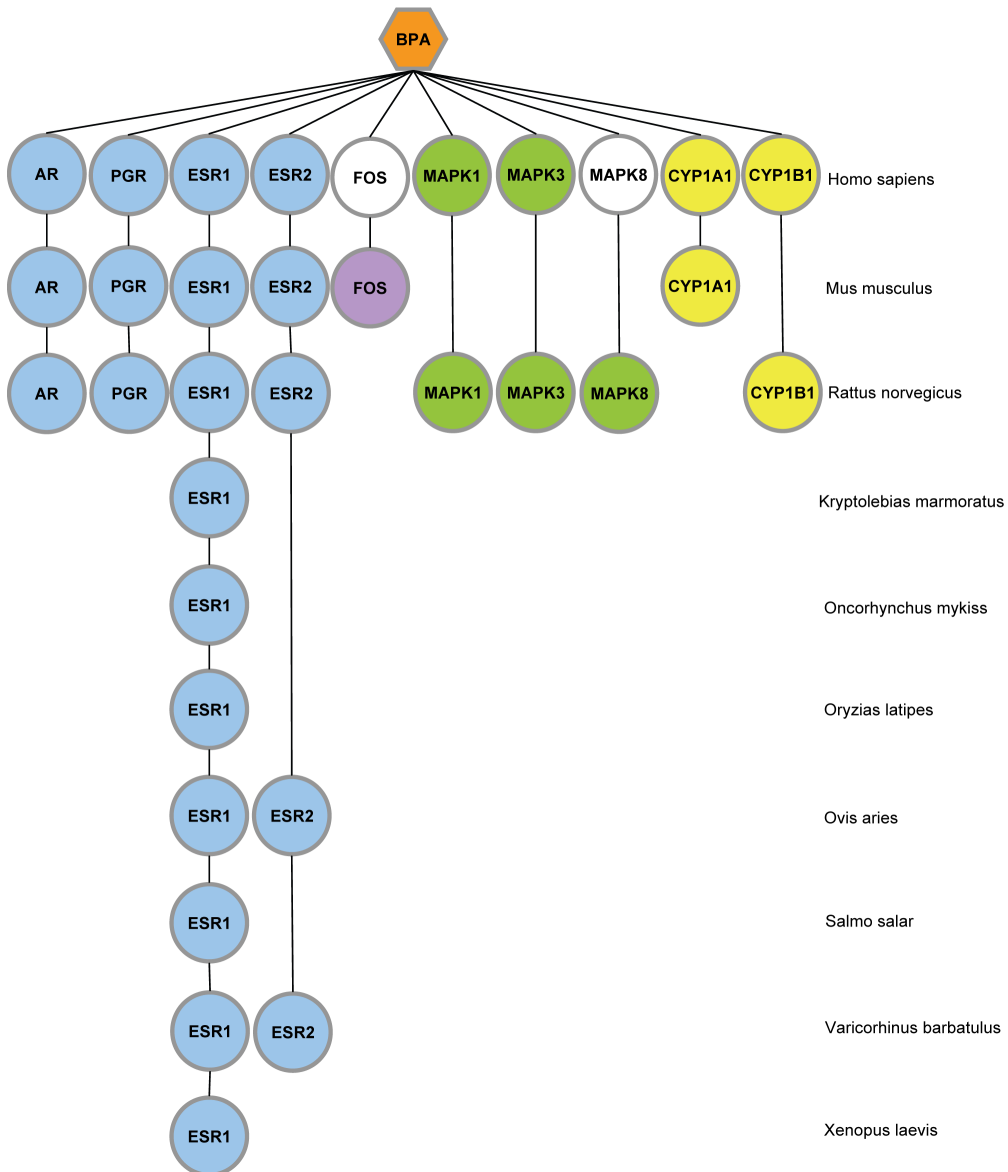 BPA
AR PGR ESR1 ESR2 FOS MAPK1 MAPK3 MAPK8 CYP1A1 CYP1B1 Homo sapiens
AR PGR ESR1 ESR2 FOS CYP1A1 Mus musculus
AR PGR ESR1 ESR2 MAPK1 MAPK3 MAPK8 CYP1B1 Rattus norvegicus
ESR1 Kryptolebias marmoratus
ESR1 Oncorhynchus mykiss
ESR1 Oryzias latipes
ESR1 ESR2 Ovis aries
ESR1 Salmo salar
ESR1 ESR2 Varicorhinus barbatulus
ESR1 Xenopus laevis